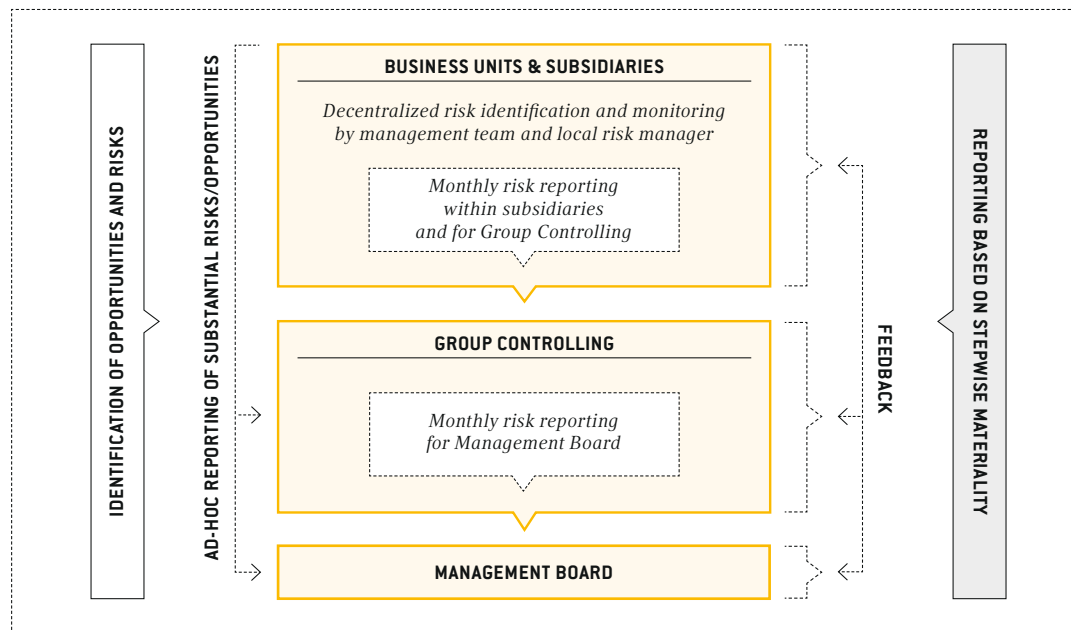 IDENTIFICATION OF OPPORTUNITIES AND RISKS
AD-HOC REPORTING OF SUBSTANTIAL RISKS/OPPORTUNITIES
BUSINESS UNITS & SUBSIDIARIES
Decentralized risk identification and monitoring
by management team and local risk manager
Monthly risk reporting
within subsidiaries
and for Group Controlling
GROUP CONTROLLING
Monthly risk reporting
for Management Board
MANAGEMENT BOARD
FEEDBACK
REPORTING BASED ON STEPWISE MATERIALITY